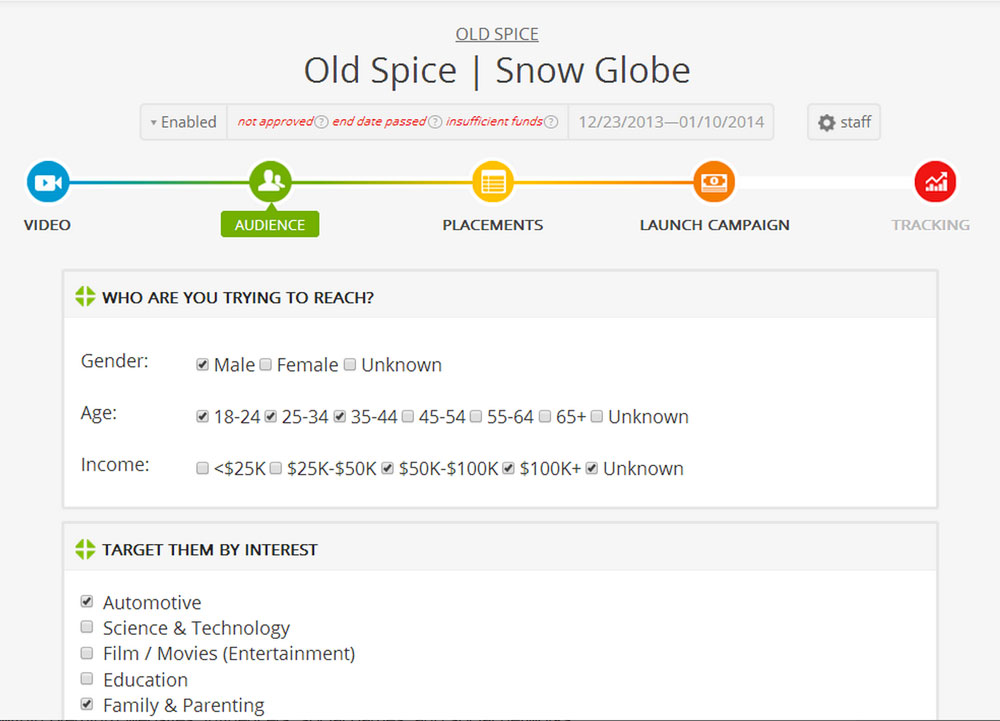 OLD SPICE
Old Spice | Snow Globe
Enabled not approved? end date passed? insufficient funds? 12/23/2013—01/10/2014 staff
VIDEO AUDIENCE PLACEMENTS LAUNCH CAMPAIGN TRACKING
WHO ARE YOU TRYING TO REACH?
Gender: Male Female Unknown
Age: 18-24 25-34 35-44 45-54 55-64 65+ Unknown
Income: <$25K $25K-$50K $50K-$100K $100K+ Unknown
TARGET THEM BY INTEREST
Automotive
Science & Technology
Film / Movies (Entertainment)
Education
Family & Parenting